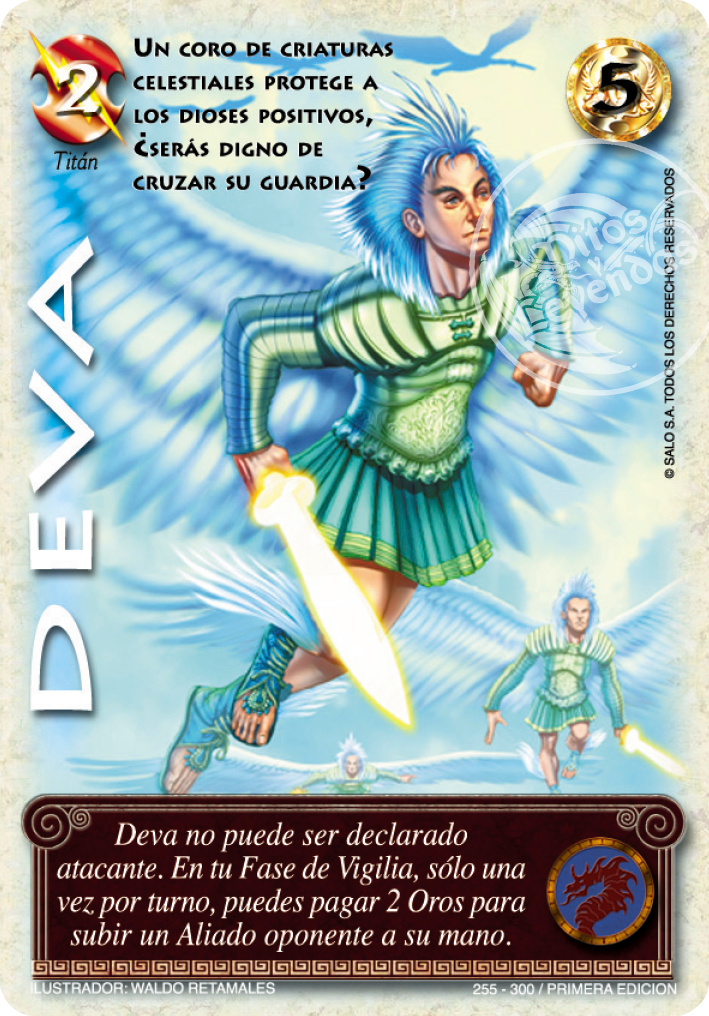 2
Titán
UN CORO DE CRIATURAS
CELESTIALES PROTEGE A
LOS DIOSES POSITIVOS,
¿SERÁS DIGNO DE
CRUZAR SU GUARDIA?
5
Mitos
y
Leyendas
© SALO S.A. TODOS LOS DERECHOS RESERVADOS
DEVA
Deva no puede ser declarado
atacante. En tu Fase de Vigilia, sólo una
vez por turno, puedes pagar 2 Oros para
subir un Aliado oponente a su mano.
ILUSTRADOR: WALDO RETAMALES
255 - 300 / PRIMERA EDICION